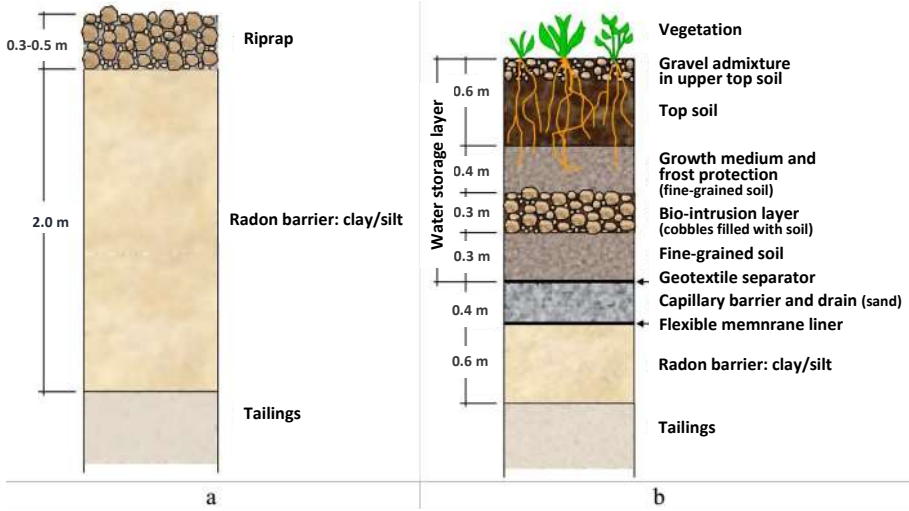 0.3-0.5 m
Riprap
2.0 m
Radon barrier: clay/silt
Tailings
a
Vegetation
Gravel admixture
in upper top soil
0.6 m
Top soil
Water storage layer
0.4 m
Growth medium and
frost protection
(fine-grained soil)
0.3 m
Bio-intrusion layer
(cobbles filled with soil)
0.3 m
Fine-grained soil
Geotextile separator
0.4 m
Capillary barrier and drain (sand)
Flexible memnrane liner
0.6 m
Radon barrier: clay/silt
Tailings
b